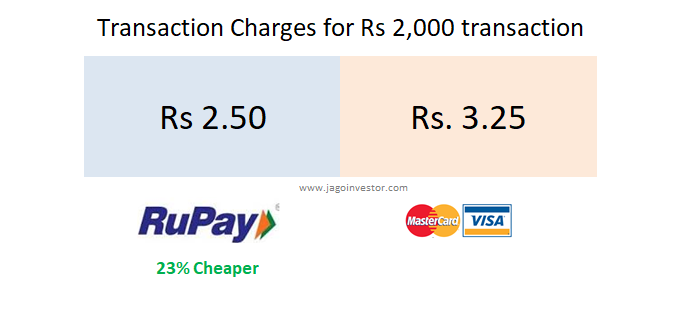 Transaction Charges for Rs 2,000 transaction
Rs 2.50 Rs. 3.25
www.jagoinvestor.com
RuPay MasterCard VISA
23% Cheaper